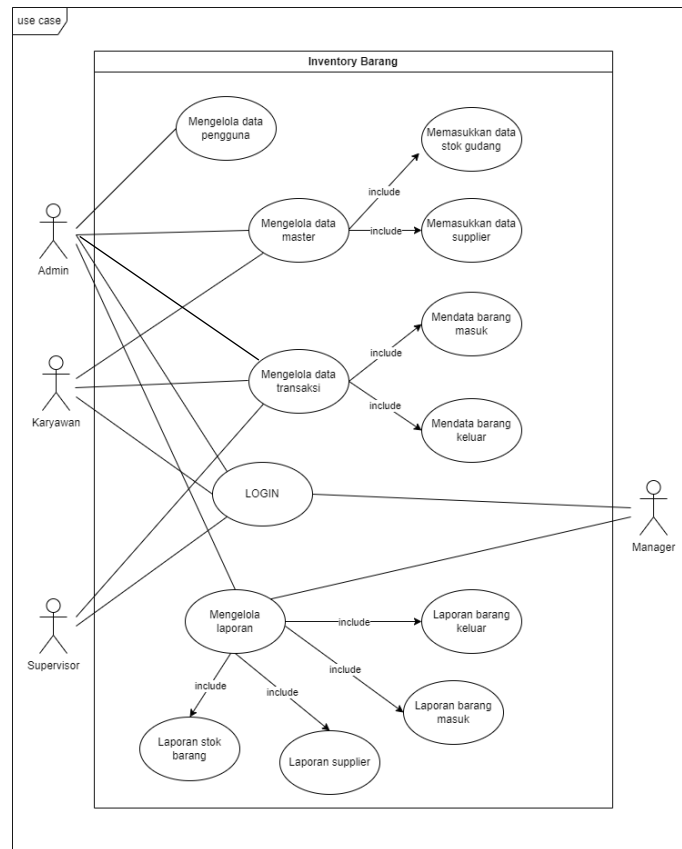 use case
Inventory Barang
Mengelola data
pengguna
Memasukkan data
stok gudang
include
Admin
Mengelola data
master
include
Memasukkan data
supplier
Mendata barang
masuk
include
Karyawan
Mengelola data
transaksi
include
Mendata barang
keluar
LOGIN
Manager
Supervisor
Mengelola
laporan
include
Laporan barang
keluar
include
Laporan barang
masuk
include
include
Laporan stok
barang
Laporan supplier